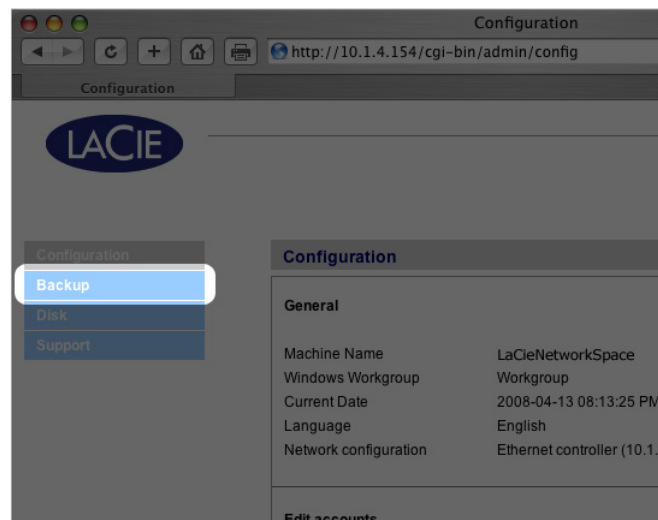 Configuration
http://10.1.4.154/cgi-bin/admin/config
Configuration
LACIE
Configuration
Backup
Disk
Support
Configuration
General
Machine Name LaCieNetworkSpace
Windows Workgroup Workgroup
Current Date 2008-04-13 08:13:25 PM
Language English
Network configuration Ethernet controller (10.1.
Edit accounts